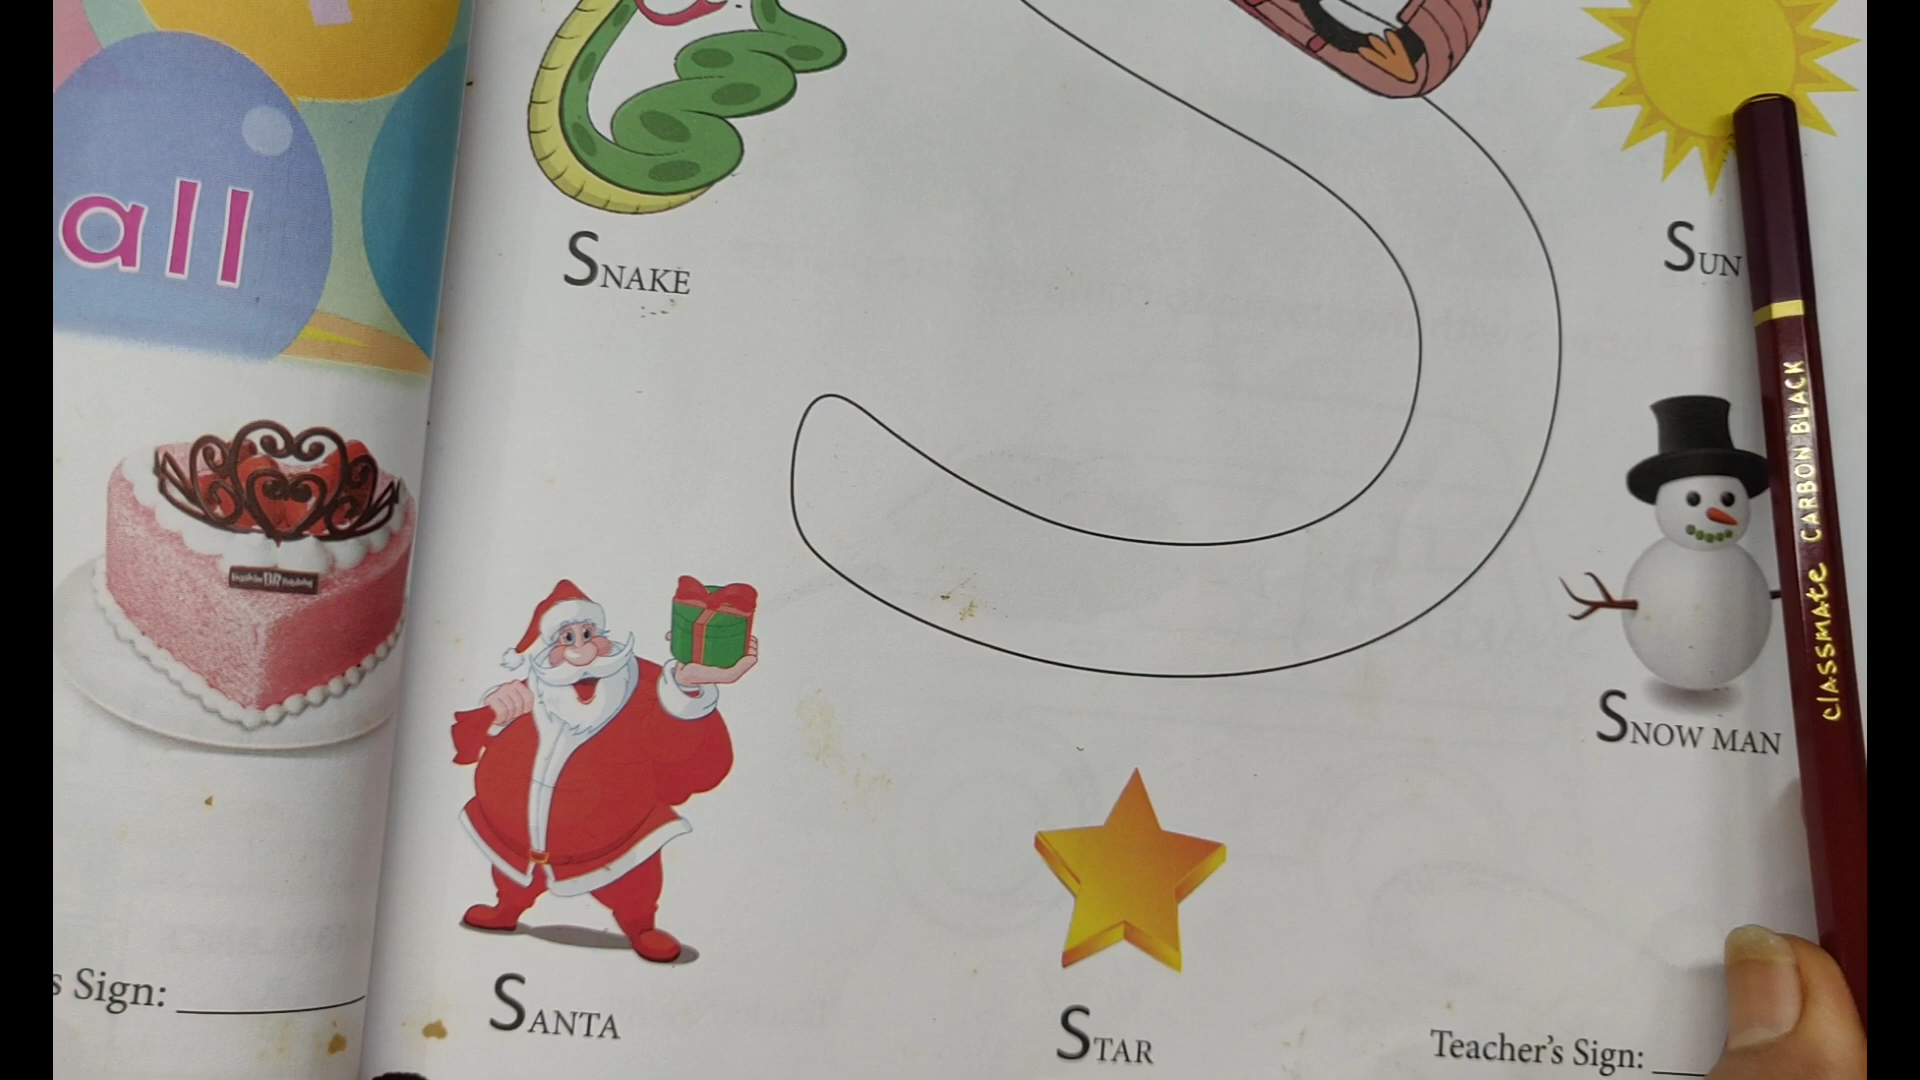 all
s Sign:
SNAKE
SUN
SNOW MAN
SANTA
STAR
Teacher's Sign:
classmate CARBON BLACK